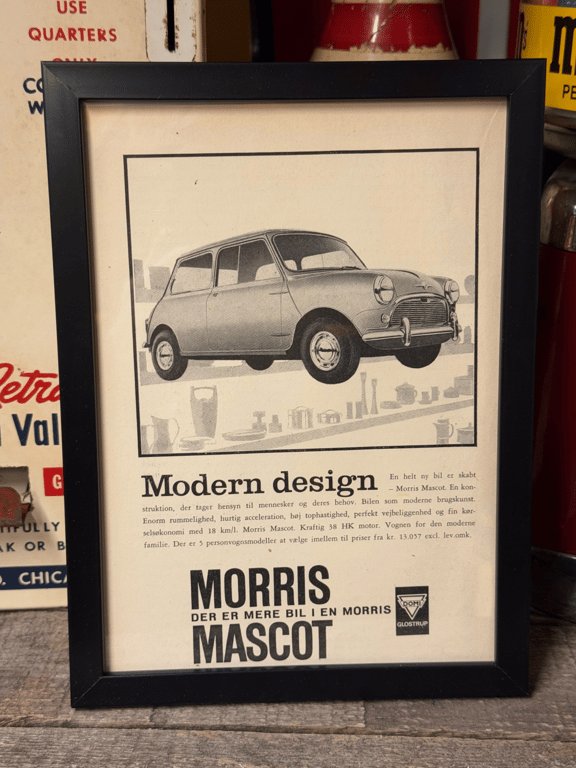 USE
QUARTERS
ONLY
Modern design
En helt ny bil er skabt
– Morris Mascot. En kon-
struktion, der tager hensyn til mennesker og deres behov. Bilen som moderne brugskunst.
Enorm rummelighed, hurtig acceleration, høj tophastighed, perfekt vejbeliggenhed og fin kør-
selsøkonomi med 18 km/l. Morris Mascot. Kraftig 38 HK motor. Vognen for den moderne
familie. Der er 5 personvognsmodeller at vælge imellem til priser fra kr. 13.057 excl. lev.omk.
MORRIS
DER ER MERE BIL I EN MORRIS
MASCOT
DOMI
GLOSTRUP